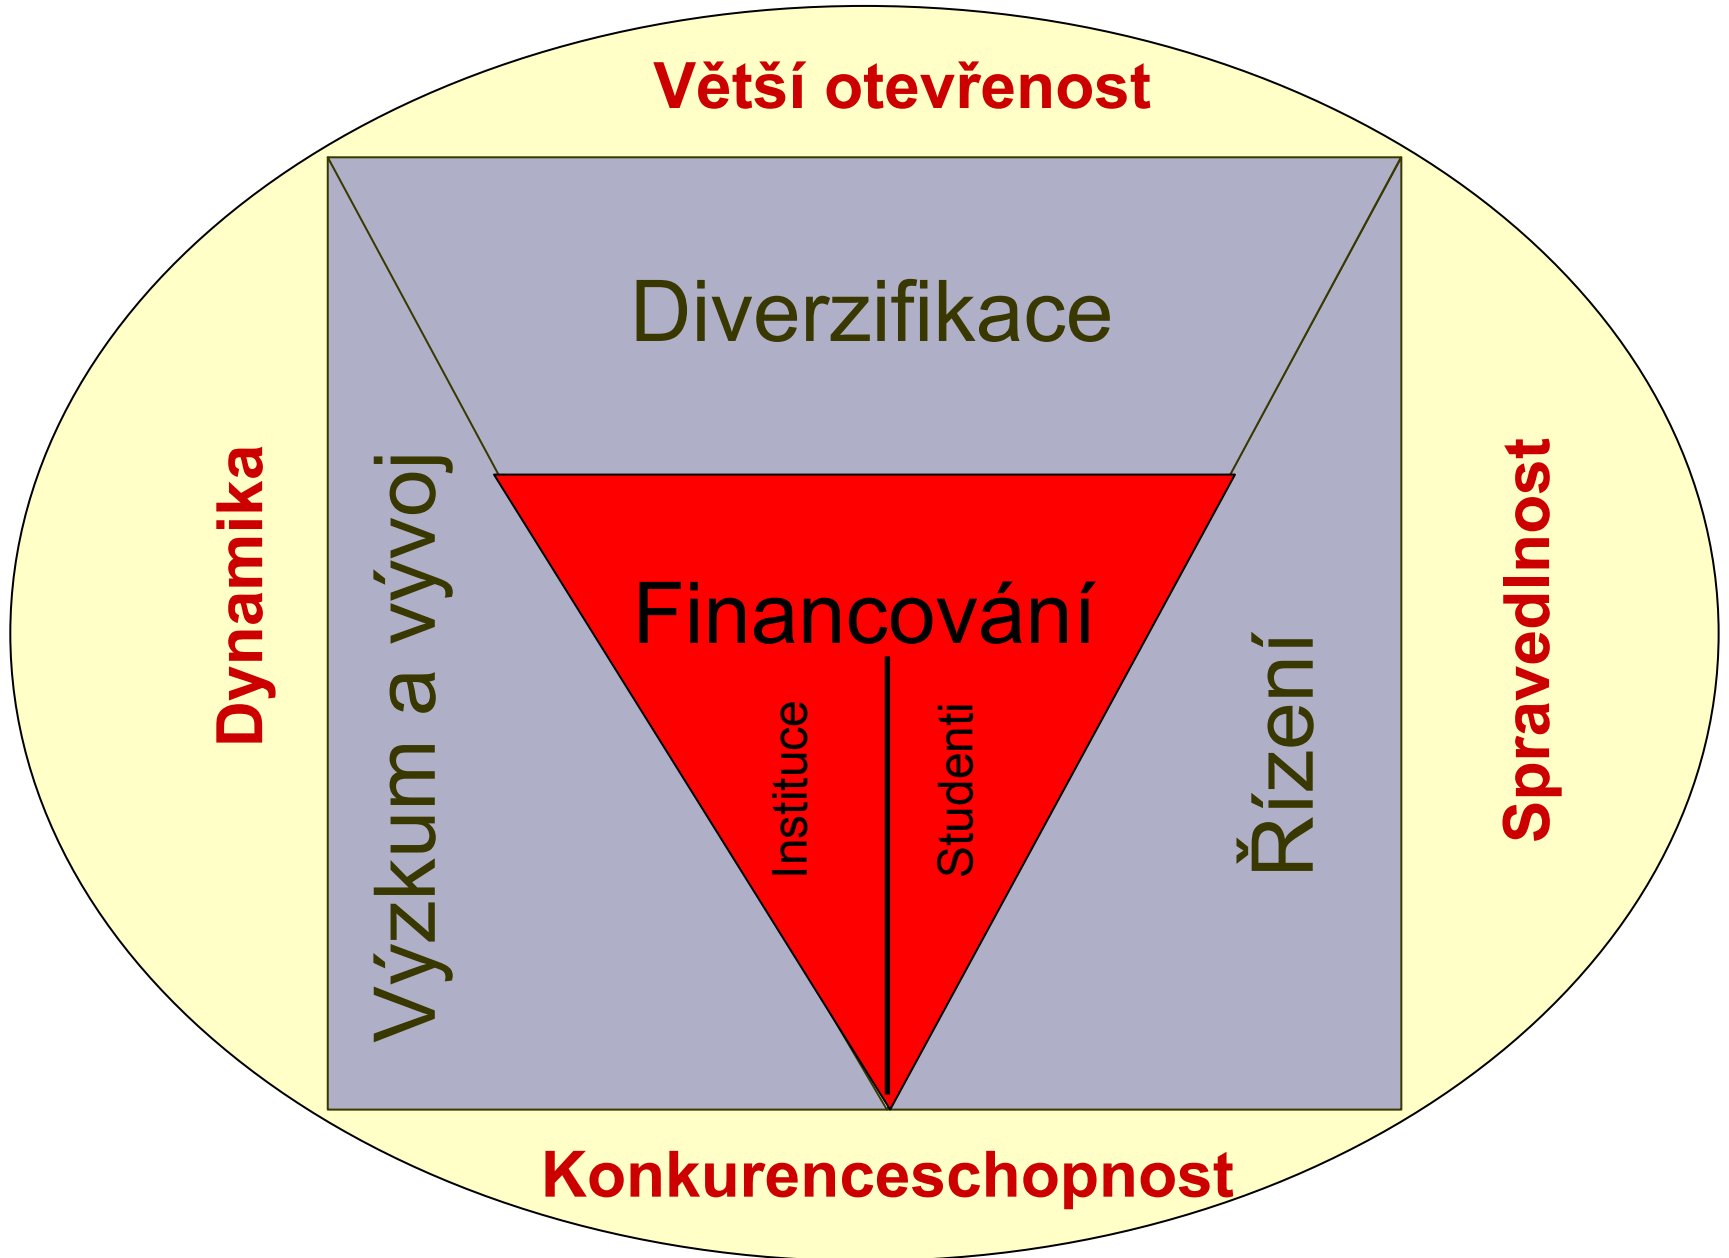 Větší otevřenost
Diverzifikace
Dynamika
Výzkum a vývoj
Financování
Instituce
Studenti
Řízení
Spravedlnost
Konkurenceschopnost